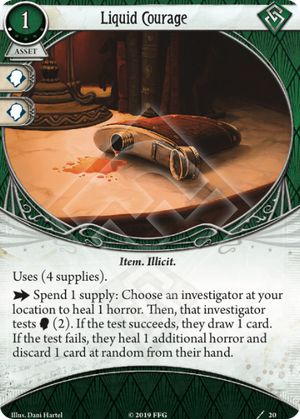 Liquid Courage
1
ASSET
Item. Illicit.
Uses (4 supplies).
Spend 1 supply: Choose an investigator at your
location to heal 1 horror. Then, that investigator
tests (2). If the test succeeds, they draw 1 card.
If the test fails, they heal 1 additional horror and
discard 1 card at random from their hand.
Illus. Dani Hartel
© 2019 FFG
20